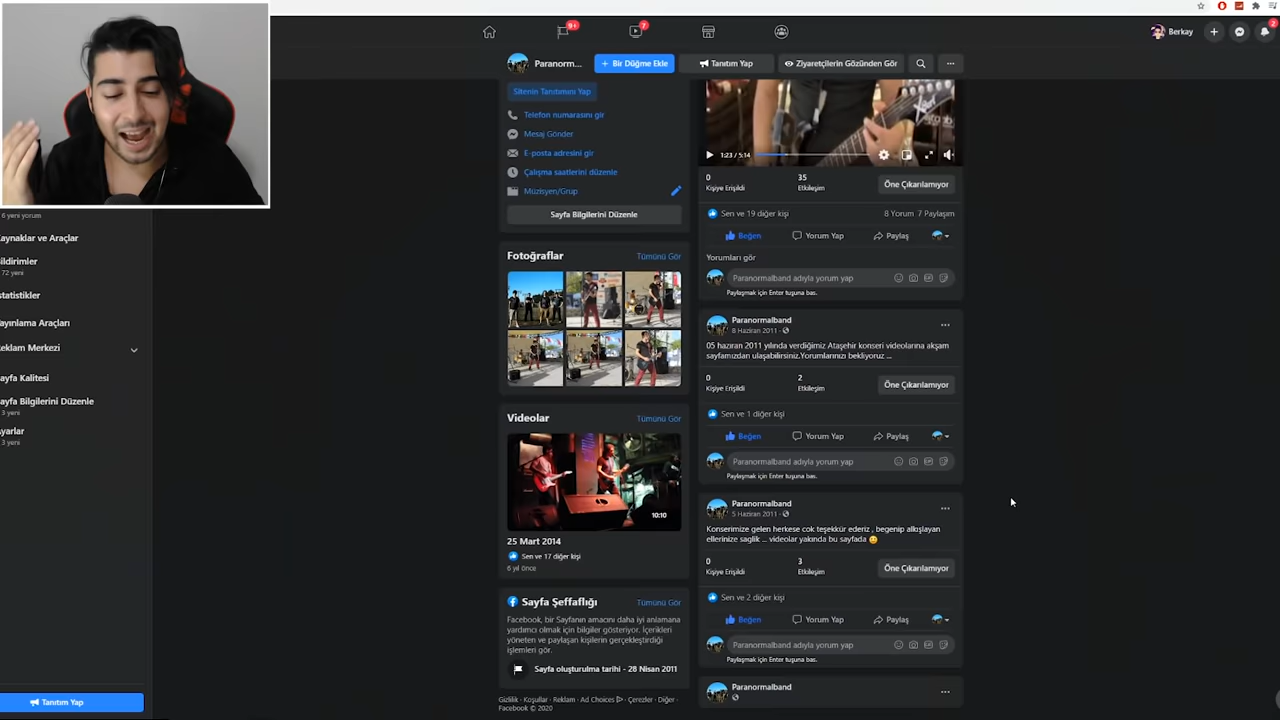 9+
7
Berkay
2
Paranorm...
+ Bir Düğme Ekle
Tanıtım Yap
Ziyaretçilerin Gözünden Gör
Sitenin Tanıtımını Yap
Telefon numarasını gir
Mesaj Gönder
E-posta adresini gir
Çalışma saatlerini düzenle
Müzisyen/Grup
Sayfa Bilgilerini Düzenle
Fotoğraflar
Tümünü Gör
Videolar
Tümünü Gör
10:10
25 Mart 2014
Sen ve 17 diğer kişi
6 yıl önce
Sayfa Şeffaflığı
Tümünü Gör
Facebook, bir Sayfanın amacını daha iyi anlamana
yardımcı olmak için bilgiler gösteriyor. İçerikleri
yöneten ve paylaşan kişilerin gerçekleştirdiği
işlemleri gör.
Sayfa oluşturulma tarihi - 28 Nisan 2011
Gizlilik · Koşullar · Reklam · Ad Choices · Çerezler · Diğer ·
Facebook © 2020
1:23 / 5:14
0
Kişiye Erişildi
35
Etkileşim
Öne Çıkarılamıyor
Sen ve 19 diğer kişi
8 Yorum 7 Paylaşım
Beğen
Yorum Yap
Paylaş
Yorumları gör
Paranormalband adıyla yorum yap
Paylaşmak için Enter tuşuna bas.
Paranormalband
8 Haziran 2011 ·
05 haziran 2011 yılında verdiğimiz Ataşehir konseri videolarına akşam
sayfamızdan ulaşabilirsiniz.Yorumlarınızı bekliyoruz ...
0
Kişiye Erişildi
2
Etkileşim
Öne Çıkarılamıyor
Sen ve 1 diğer kişi
Beğen
Yorum Yap
Paylaş
Paranormalband adıyla yorum yap
Paylaşmak için Enter tuşuna bas.
Paranormalband
5 Haziran 2011 ·
Konserimize gelen herkese cok teşekkür ederiz , begenip alkışlayan
ellerinize saglik ... videolar yakında bu sayfada 😃
0
Kişiye Erişildi
3
Etkileşim
Öne Çıkarılamıyor
Sen ve 2 diğer kişi
Beğen
Yorum Yap
Paylaş
Paranormalband adıyla yorum yap
Paylaşmak için Enter tuşuna bas.
Paranormalband
6 yeni yorum
aynaklar ve Araçlar
ildirimler
72 yeni
statistikler
ayınlama Araçları
eklam Merkezi
ayfa Kalitesi
ayfa Bilgilerini Düzenle
3 yeni
yarlar
3 yeni
Tanıtım Yap